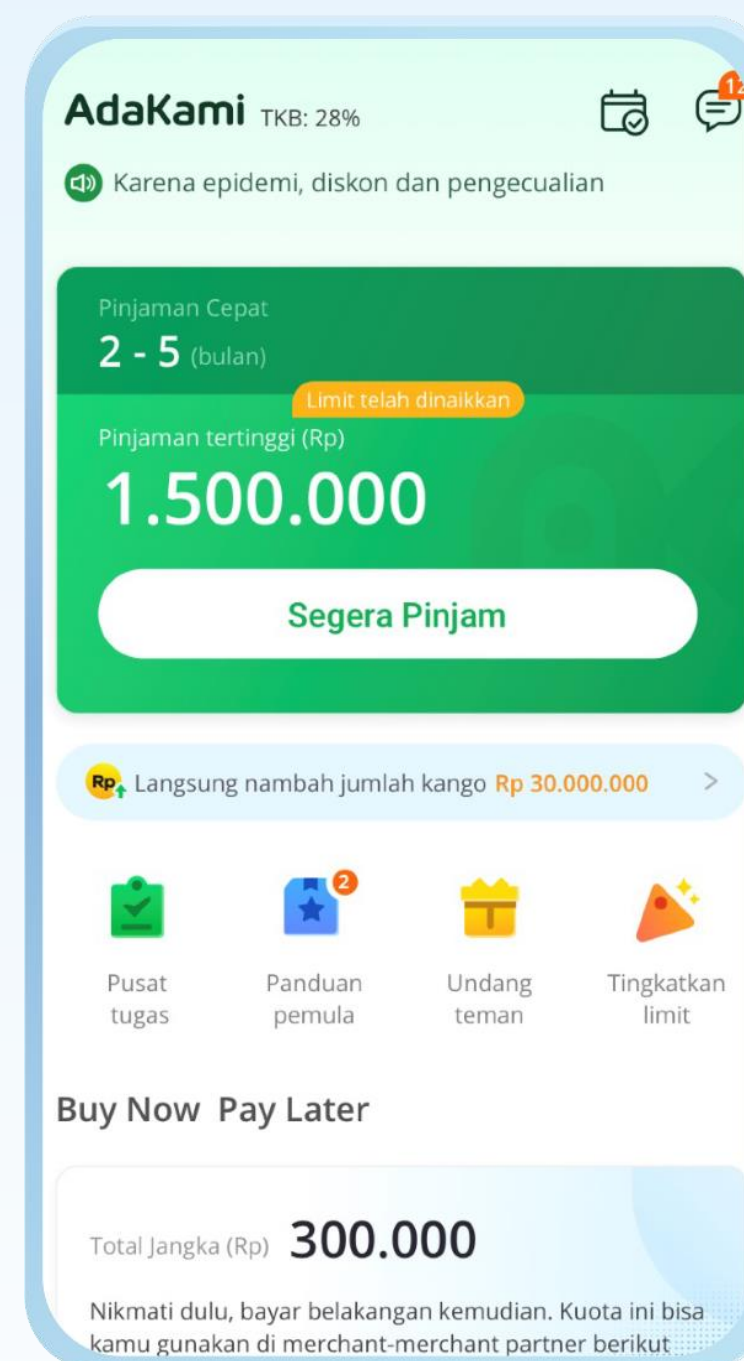 AdaKami TKB: 28%
12
Karena epidemi, diskon dan pengecualian
Pinjaman Cepat
2 - 5 (bulan)
Limit telah dinaikkan
Pinjaman tertinggi (Rp)
1.500.000
Segera Pinjam
Rp Langsung nambah jumlah kango Rp 30.000.000 >
2
Pusat tugas
Panduan pemula
Undang teman
Tingkatkan limit
Buy Now Pay Later
Total Jangka (Rp) 300.000
Nikmati dulu, bayar belakangan kemudian. Kuota ini bisa
kamu gunakan di merchant-merchant partner berikut